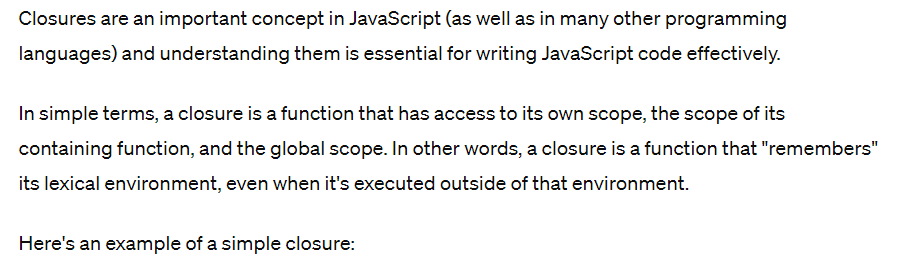 Closures are an important concept in JavaScript (as well as in many other programming
languages) and understanding them is essential for writing JavaScript code effectively.
In simple terms, a closure is a function that has access to its own scope, the scope of its
containing function, and the global scope. In other words, a closure is a function that "remembers"
its lexical environment, even when it's executed outside of that environment.
Here's an example of a simple closure: